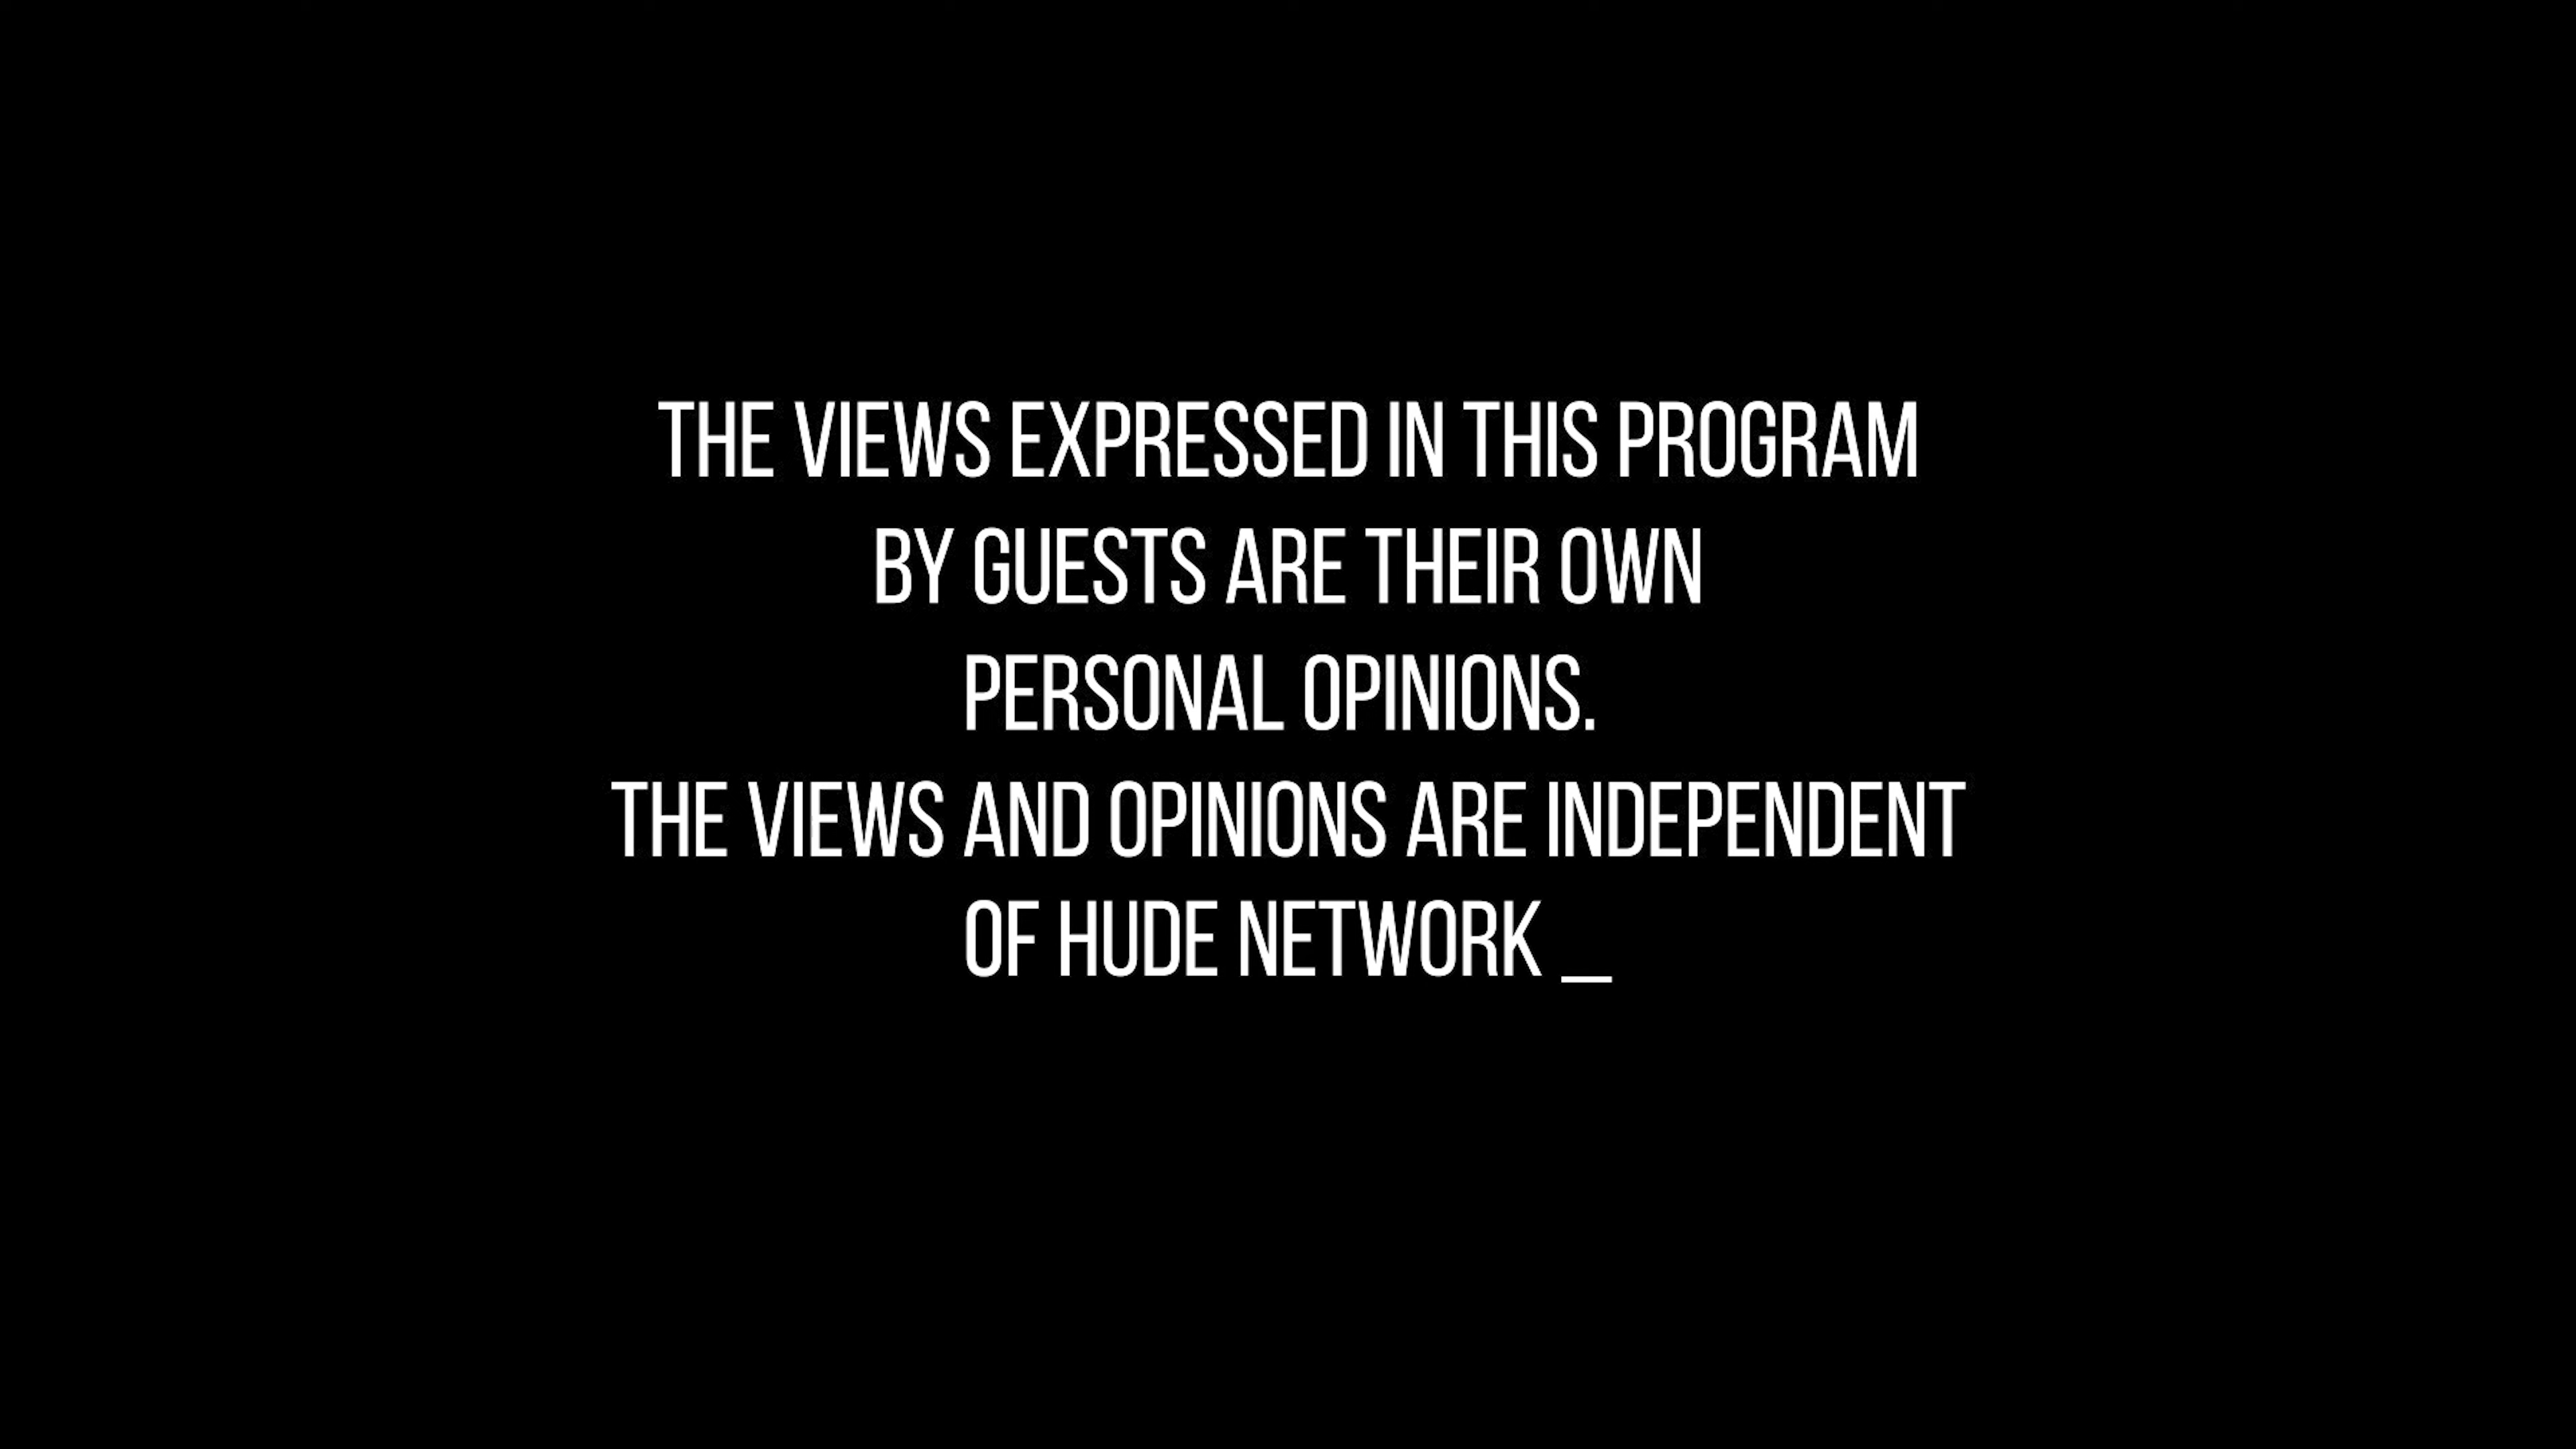 THE VIEWS EXPRESSED IN THIS PROGRAM
BY GUESTS ARE THEIR OWN
PERSONAL OPINIONS.
THE VIEWS AND OPINIONS ARE INDEPENDENT
OF HUDE NETWORK _